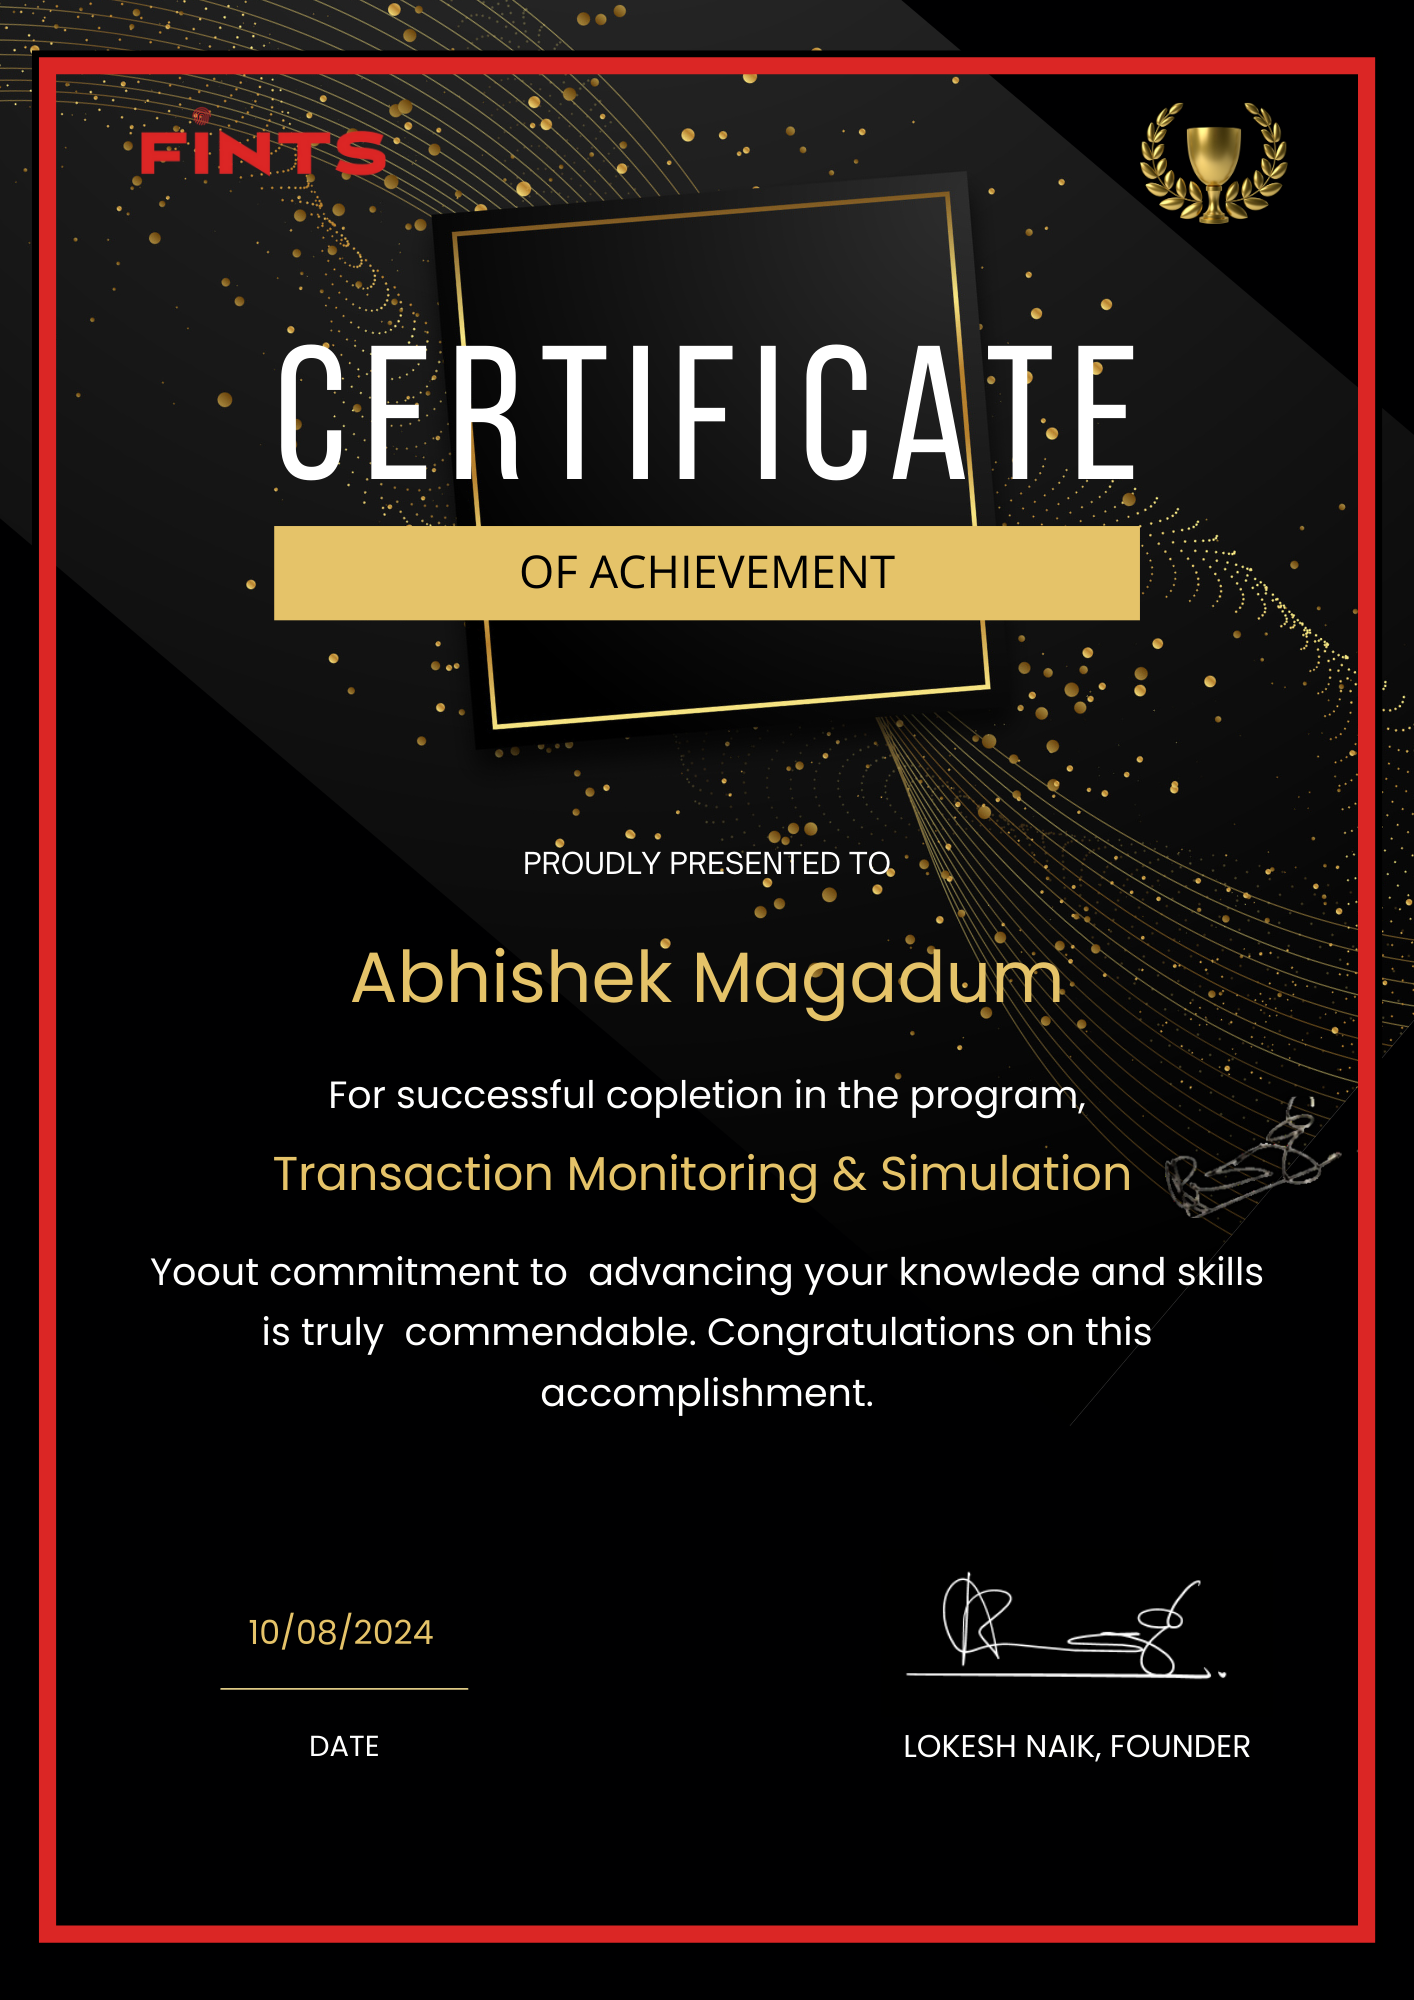 FINTS
CERTIFICATE
OF ACHIEVEMENT
PROUDLY PRESENTED TO
Abhishek Magadum
For successful copletion in the program,
Transaction Monitoring & Simulation
Yoout commitment to  advancing your knowlede and skills
is truly  commendable. Congratulations on this
accomplishment.
10/08/2024
DATE
LOKESH NAIK, FOUNDER